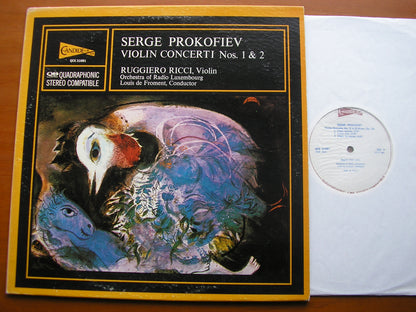 CANDIDE
QCE 31001
QUADRAPHONIC
STEREO COMPATIBLE
SERGE PROKOFIEV
VIOLIN CONCERTI Nos. 1 & 2
RUGGIERO RICCI, Violin
Orchestra of Radio Luxembourg
Louis de Froment, Conductor